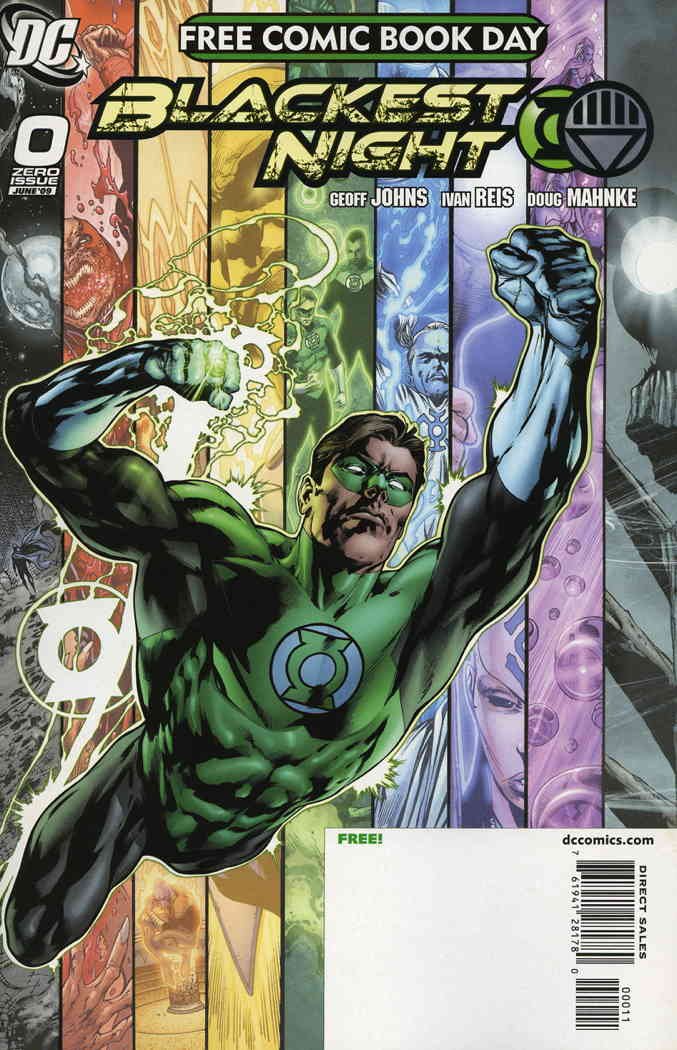 DC
FREE COMIC BOOK DAY
BLACKEST
NIGHT
0
ZERO
ISSUE
JUNE '09
GEOFF JOHNS IVAN REIS DOUG MAHNKE
FREE!
dccomics.com
DIRECT SALES
7 61941 28178 0
00011